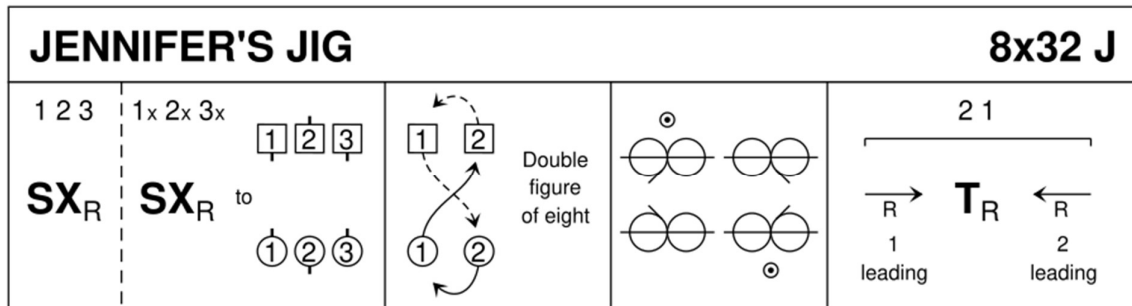 JENNIFER'S JIG 8x32 J
1 2 3
SXR
1x 2x 3x
SXR to
1 2 3
1 2 3
1 2
1 2
Double
figure
of eight
2 1
R TR R
1 2
leading leading